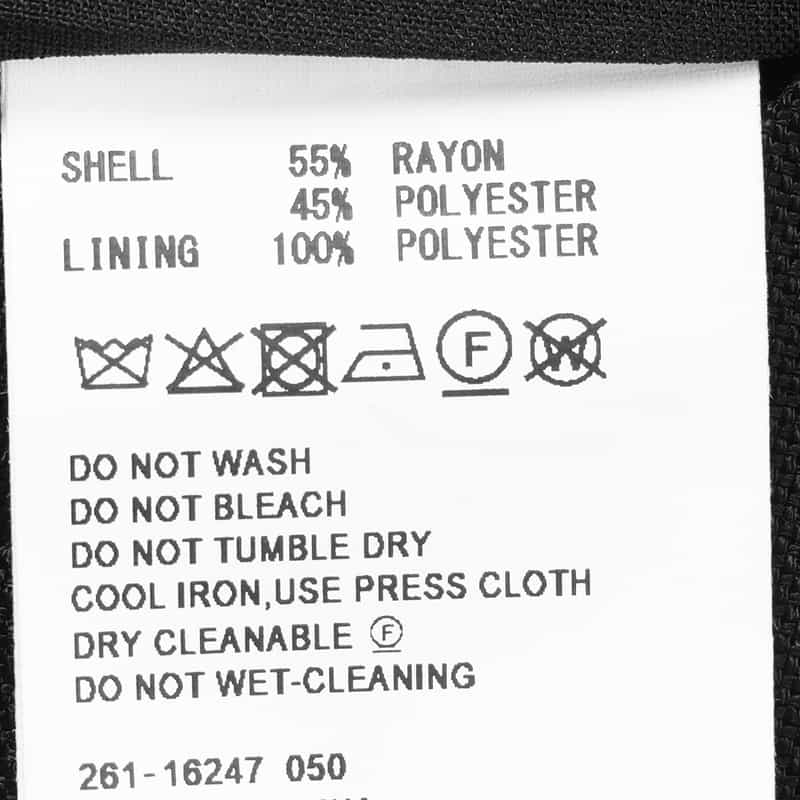 SHELL 55% RAYON
45% POLYESTER
LINING 100% POLYESTER
F W
DO NOT WASH
DO NOT BLEACH
DO NOT TUMBLE DRY
COOL IRON,USE PRESS CLOTH
DRY CLEANABLE F
DO NOT WET-CLEANING
261-16247 050